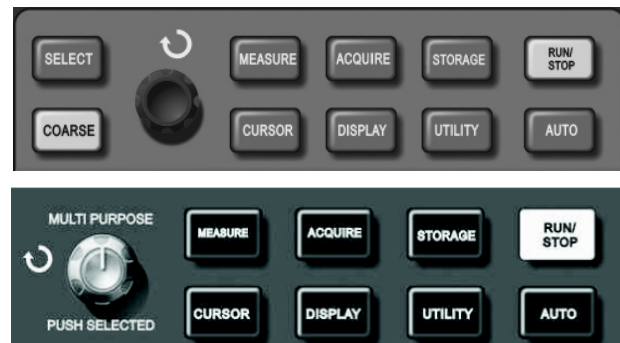 SELECT MEASURE ACQUIRE STORAGE RUN/
STOP
COARSE CURSOR DISPLAY UTILITY AUTO
MULTI PURPOSE
MEASURE ACQUIRE STORAGE RUN/
STOP
PUSH SELECTED
CURSOR DISPLAY UTILITY AUTO